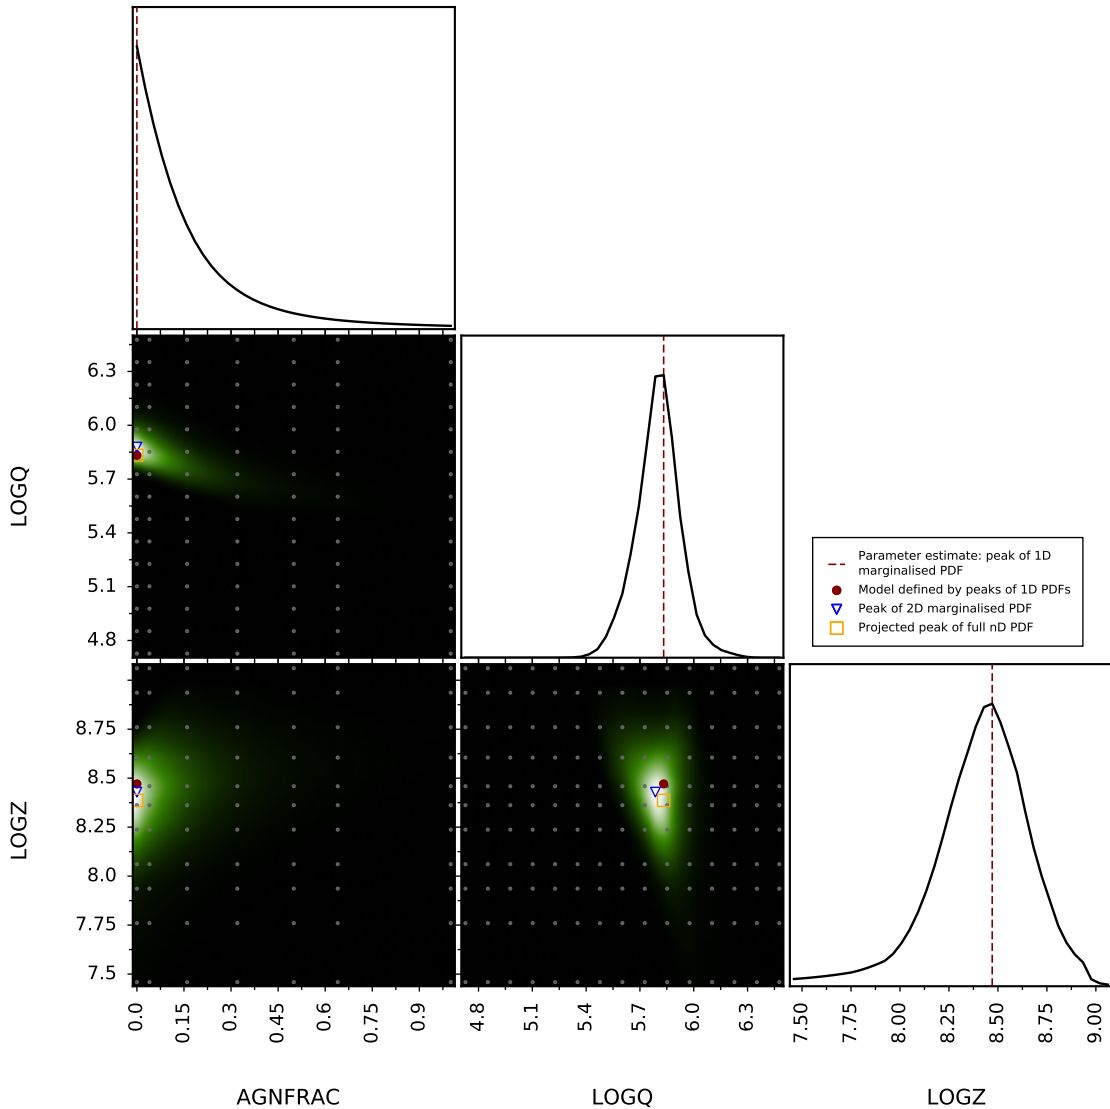 6.3
6.0
5.7
5.4
5.1
4.8
LOGQ
Parameter estimate: peak of 1D
marginalised PDF
Model defined by peaks of 1D PDFs
Peak of 2D marginalised PDF
Projected peak of full nD PDF
8.75
8.5
8.25
8.0
7.75
7.5
LOGZ
0.0 0.15 0.3 0.45 0.6 0.75 0.9
4.8 5.1 5.4 5.7 6.0 6.3
7.50 7.75 8.00 8.25 8.50 8.75 9.00
AGNFRAC LOGQ LOGZ